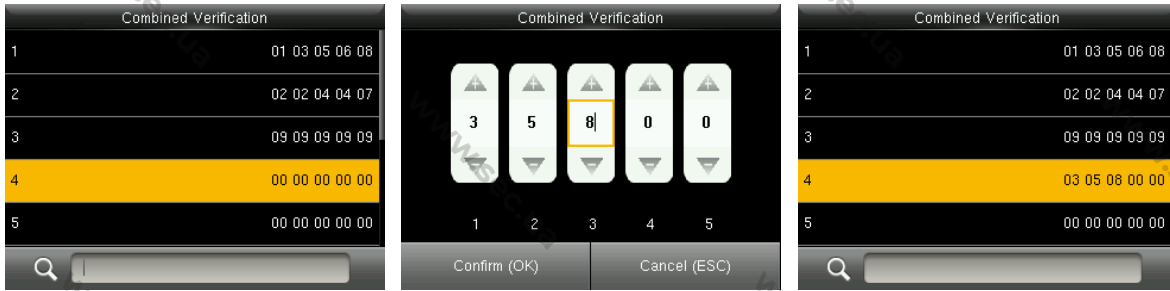 Combined Verification
1 01 03 05 06 08
2 02 02 04 04 07
3 09 09 09 09 09
4 00 00 00 00 00
5 00 00 00 00 00
Combined Verification
3 5 8 0 0
1 2 3 4 5
Confirm (OK) Cancel (ESC)
Combined Verification
1 01 03 05 06 08
2 02 02 04 04 07
3 09 09 09 09 09
4 03 05 08 00 00
5 00 00 00 00 00